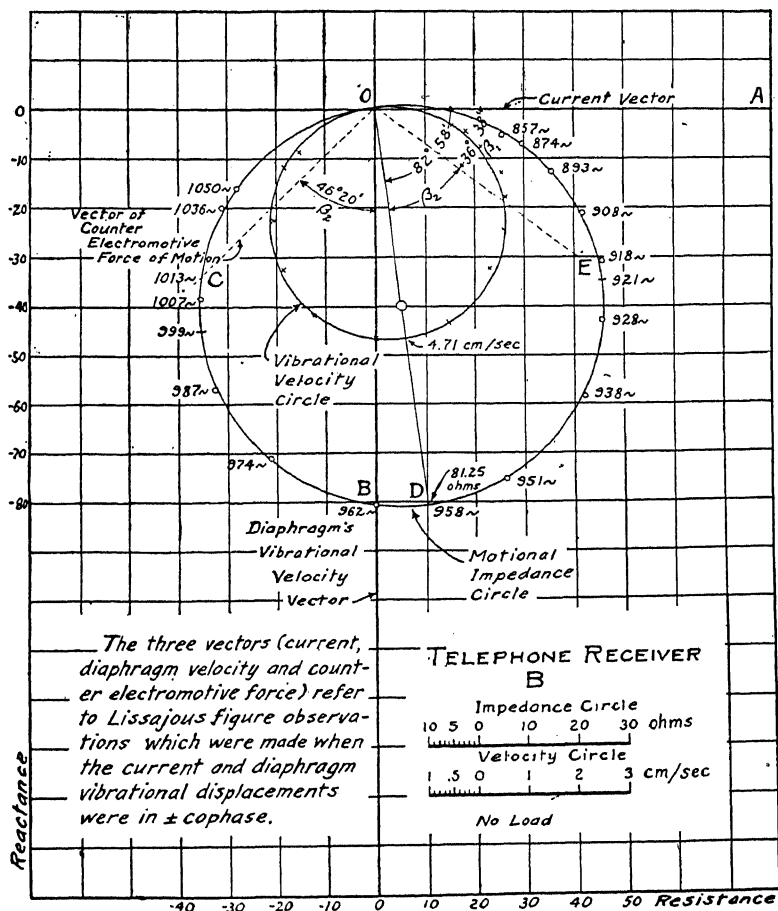 O
Current Vector
A
0
-10
-20
-30
-40
-50
-60
-70
-80
857~
874~
893~
908~
918~
921~
928~
938~
951~
958~
962~
974~
987~
999~
1007~
1013~
1036~
1050~
82° 58'
36° 38'
β₁
β₂
46°20'
β₂
Vector of
Counter
Electromotive
Force of Motion
C
E
4.71 cm/sec
Vibrational
Velocity
Circle
B
D
81.25
ohms
Diaphragm's
Vibrational
Velocity
Vector
Motional
Impedance
Circle
The three vectors (current,
diaphragm velocity and count-
er electromotive force) refer
to Lissajous figure observa-
tions which were made when
the current and diaphragm
vibrational displacements
were in ± cophase.
TELEPHONE RECEIVER
B
Impedance Circle
10 5 0 10 20 30 ohms
Velocity Circle
1 .5 0 1 2 3 cm/sec
No Load
Reactance
-40 -30 -20 -10 0 10 20 30 40 50 Resistance